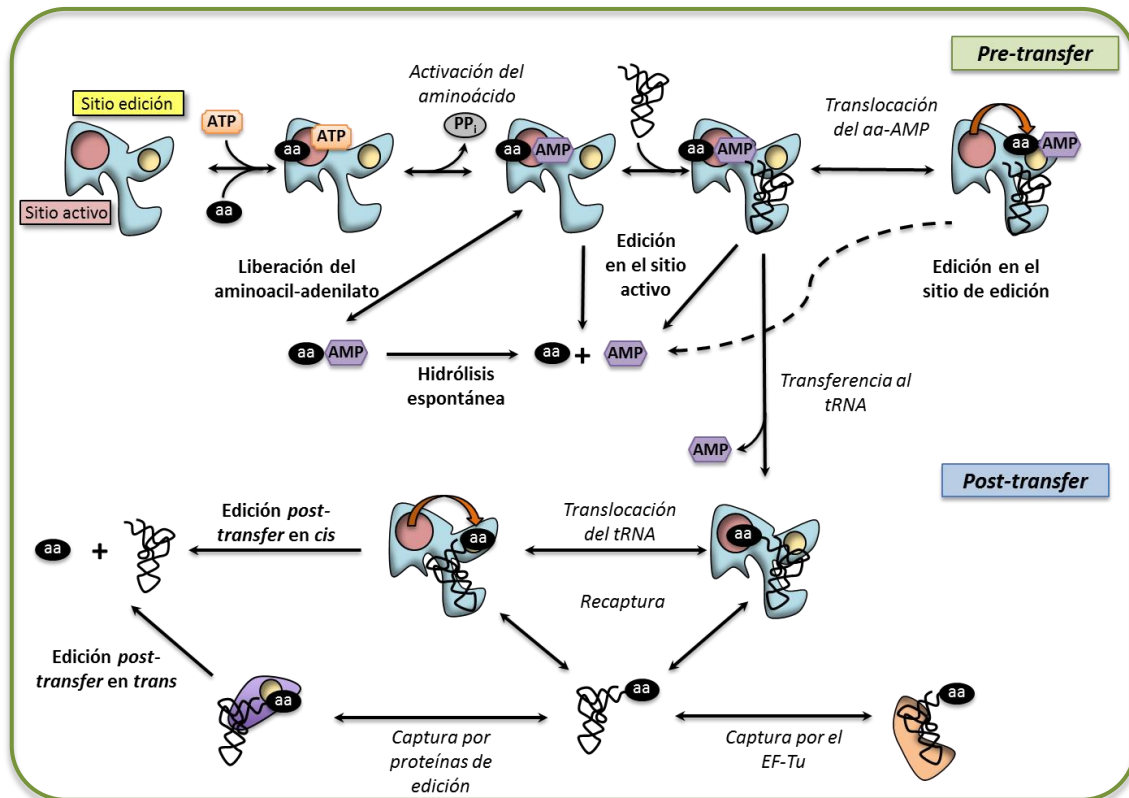 Pre-transfer
Sitio edición
Sitio activo
ATP
aa
aa
ATP
Activación del
aminoácido
PPi
aa
AMP
aa
AMP
Translocación
del aa-AMP
aa
AMP
Liberación del
aminoacil-adenilato
Edición
en el sitio
activo
Edición en el
sitio de edición
aa
AMP
Hidrólisis
espontánea
aa
+
AMP
Transferencia al
tRNA
AMP
Post-transfer
aa
+
Edición post-
transfer en cis
aa
Translocación
del tRNA
aa
Recaptura
Edición post-
transfer en trans
aa
Captura por
proteínas de
edición
aa
Captura por el
EF-Tu
aa